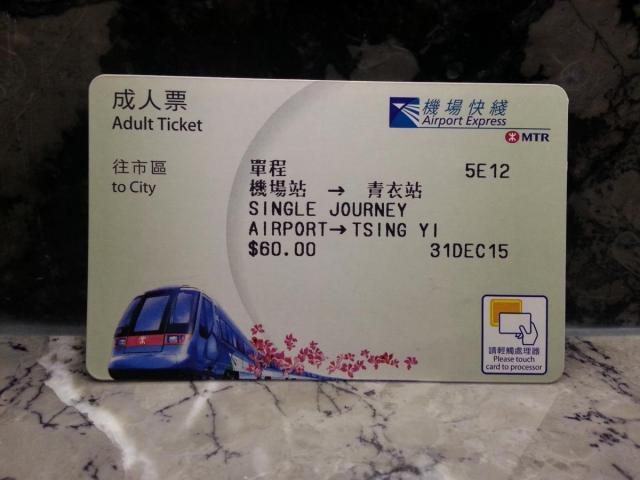 成人票
Adult Ticket
機場快綫
Airport Express
MTR
往市區
to City
單程 5E12
機場站 → 青衣站
SINGLE JOURNEY
AIRPORT→TSING YI
$60.00 31DEC15
請輕觸處理器
Please touch
card to processor